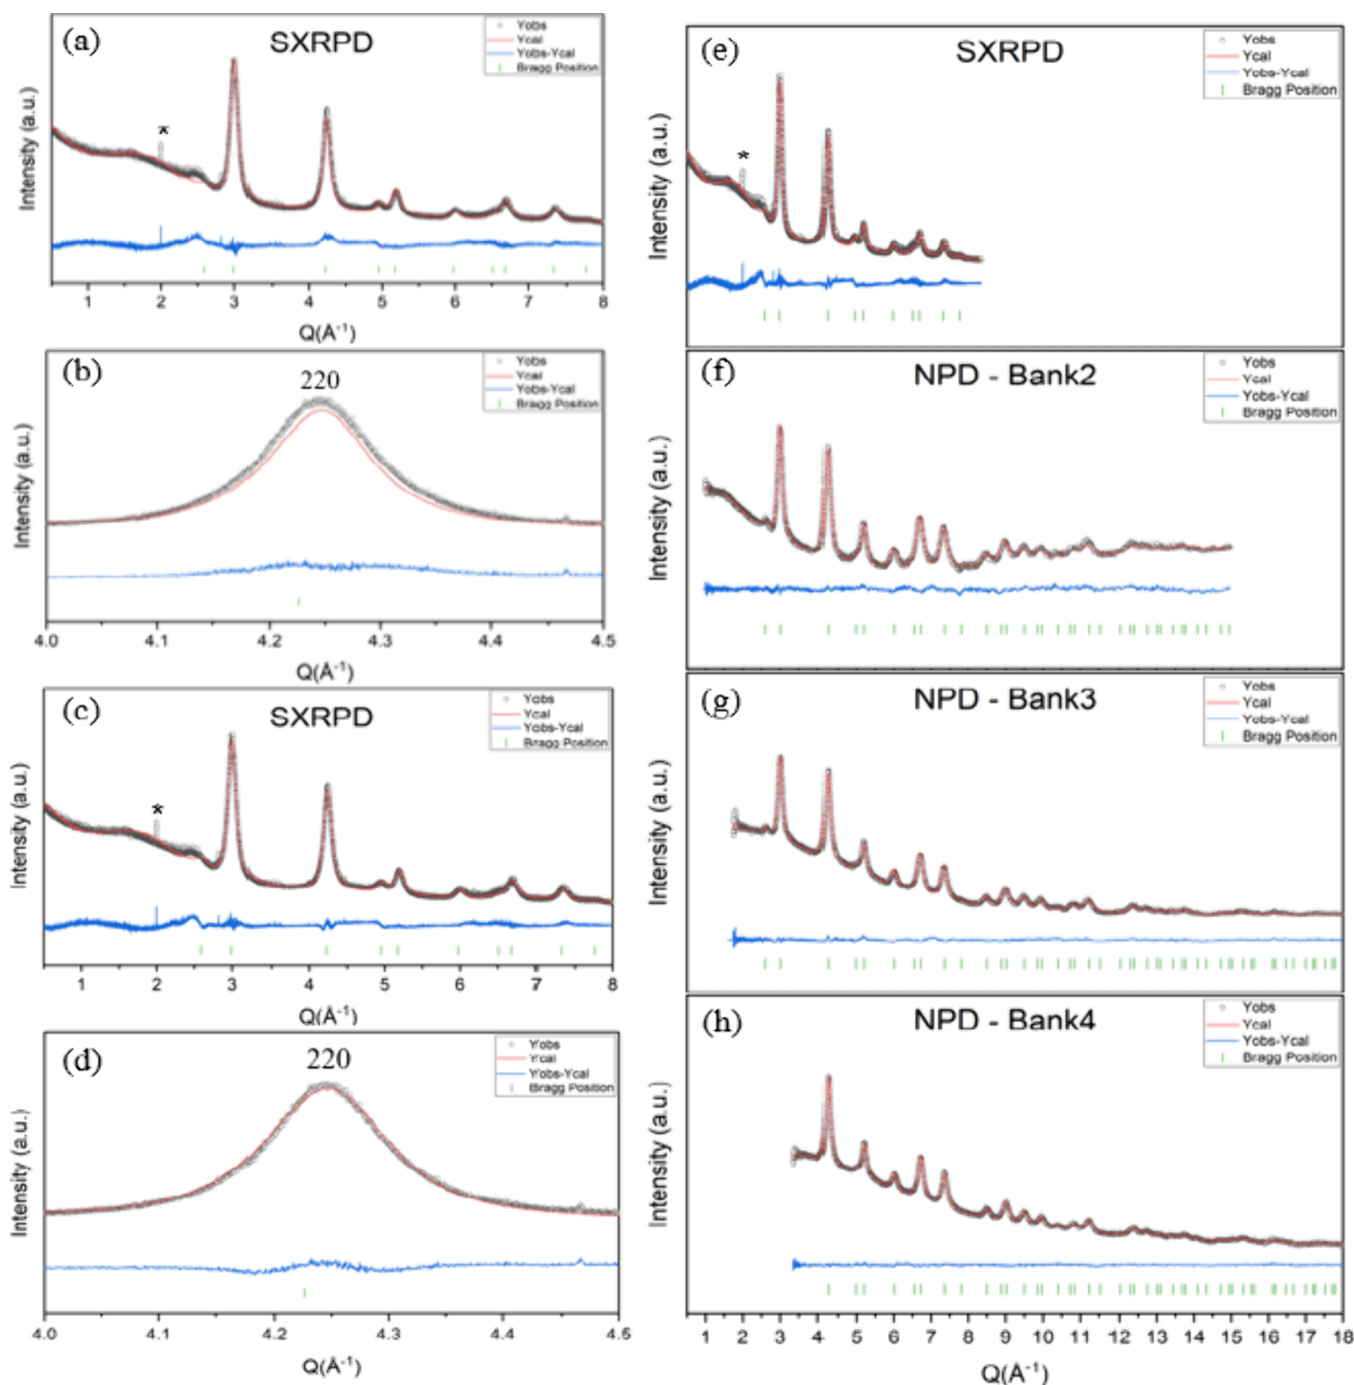 (a)
SXRPD
Yobs
Ycal
Yobs-Ycal
Bragg Position
*
Intensity (a.u.)
1 2 3 4 5 6 7 8
Q(Å⁻¹)
(b)
220
Yobs
Ycal
Yobs-Ycal
Bragg Position
Intensity (a.u.)
4.0 4.1 4.2 4.3 4.4 4.5
Q(Å⁻¹)
(c)
SXRPD
Yobs
Ycal
Yobs-Ycal
Bragg Position
*
Intensity (a.u.)
1 2 3 4 5 6 7 8
Q(Å⁻¹)
(d)
220
Yobs
Ycal
Yobs-Ycal
Bragg Position
Intensity (a.u.)
4.0 4.1 4.2 4.3 4.4 4.5
Q(Å⁻¹)
(e)
SXRPD
Yobs
Ycal
Yobs-Ycal
Bragg Position
*
Intensity (a.u.)
(f)
NPD - Bank2
Yobs
Ycal
Yobs-Ycal
Bragg Position
Intensity (a.u.)
(g)
NPD - Bank3
Yobs
Ycal
Yobs-Ycal
Bragg Position
Intensity (a.u.)
(h)
NPD - Bank4
Yobs
Ycal
Yobs-Ycal
Bragg Position
Intensity (a.u.)
1 2 3 4 5 6 7 8 9 10 11 12 13 14 15 16 17 18
Q(Å⁻¹)